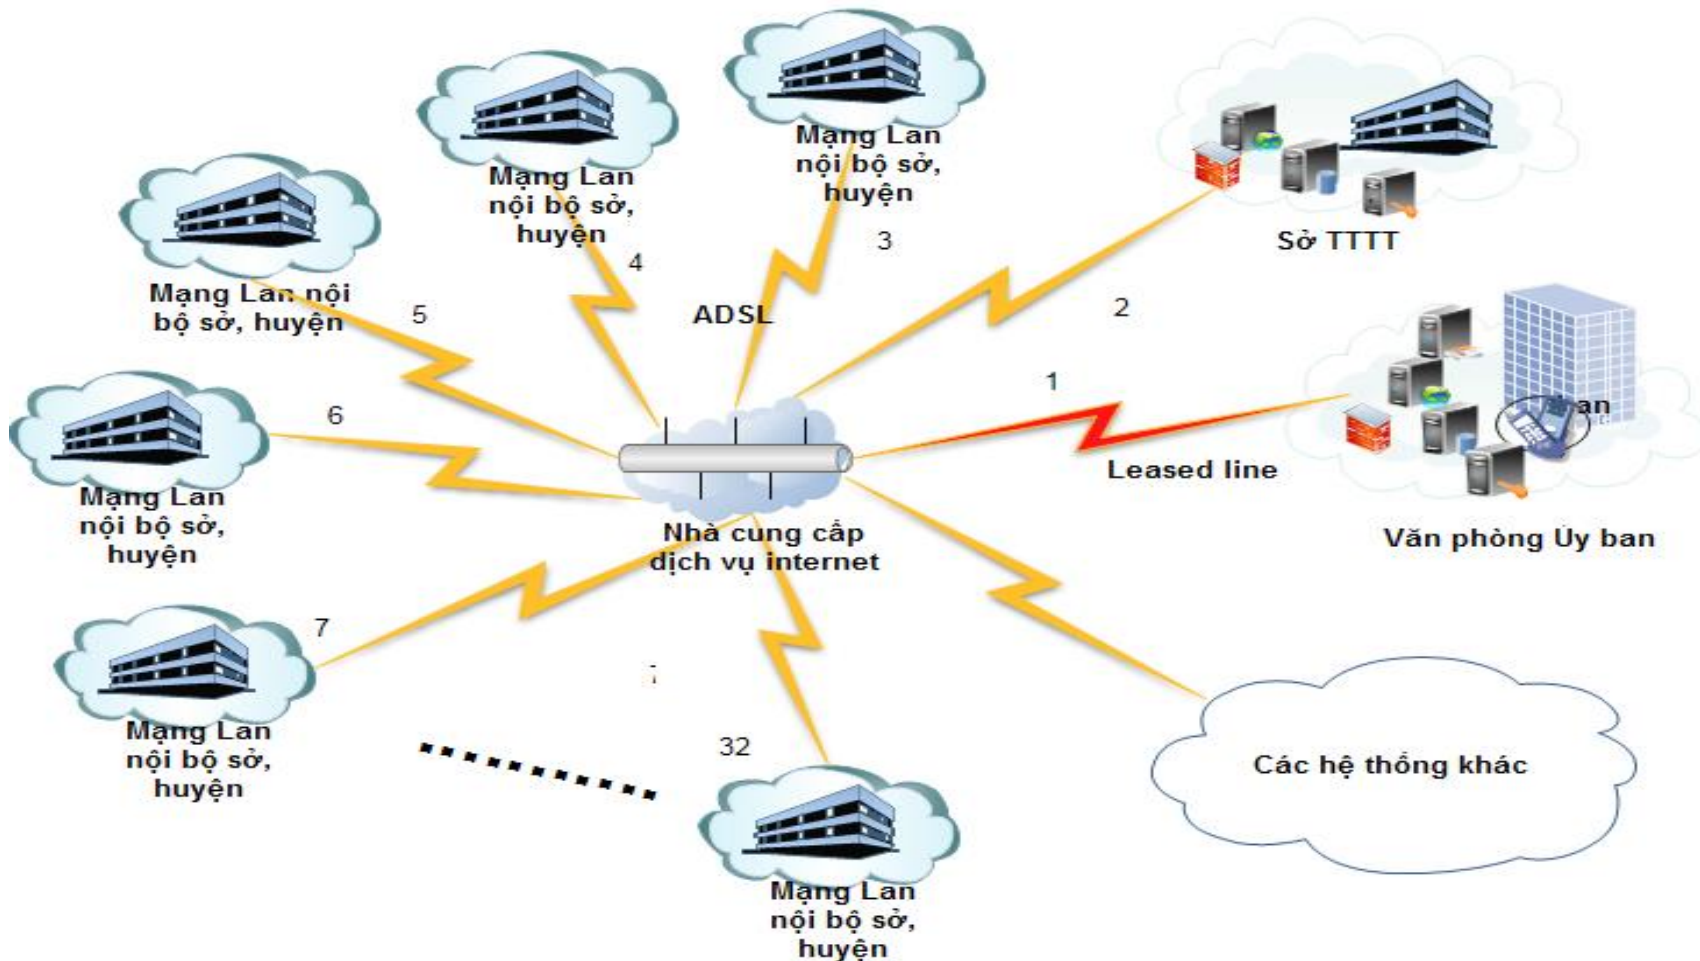 Mạng Lan
nội bộ sở,
huyện
3
Mạng Lan
nội bộ sở,
huyện
4
Sở TTTT
2
Mạng Lan nội
bộ sở, huyện
5
ADSL
1
Leased line
an
Văn phòng Ủy ban
6
Mạng Lan
nội bộ sở,
huyện
Nhà cung cấp
dịch vụ internet
7
Mạng Lan
nội bộ sở,
huyện
32
Mạng Lan
nội bộ sở,
huyện
Các hệ thống khác